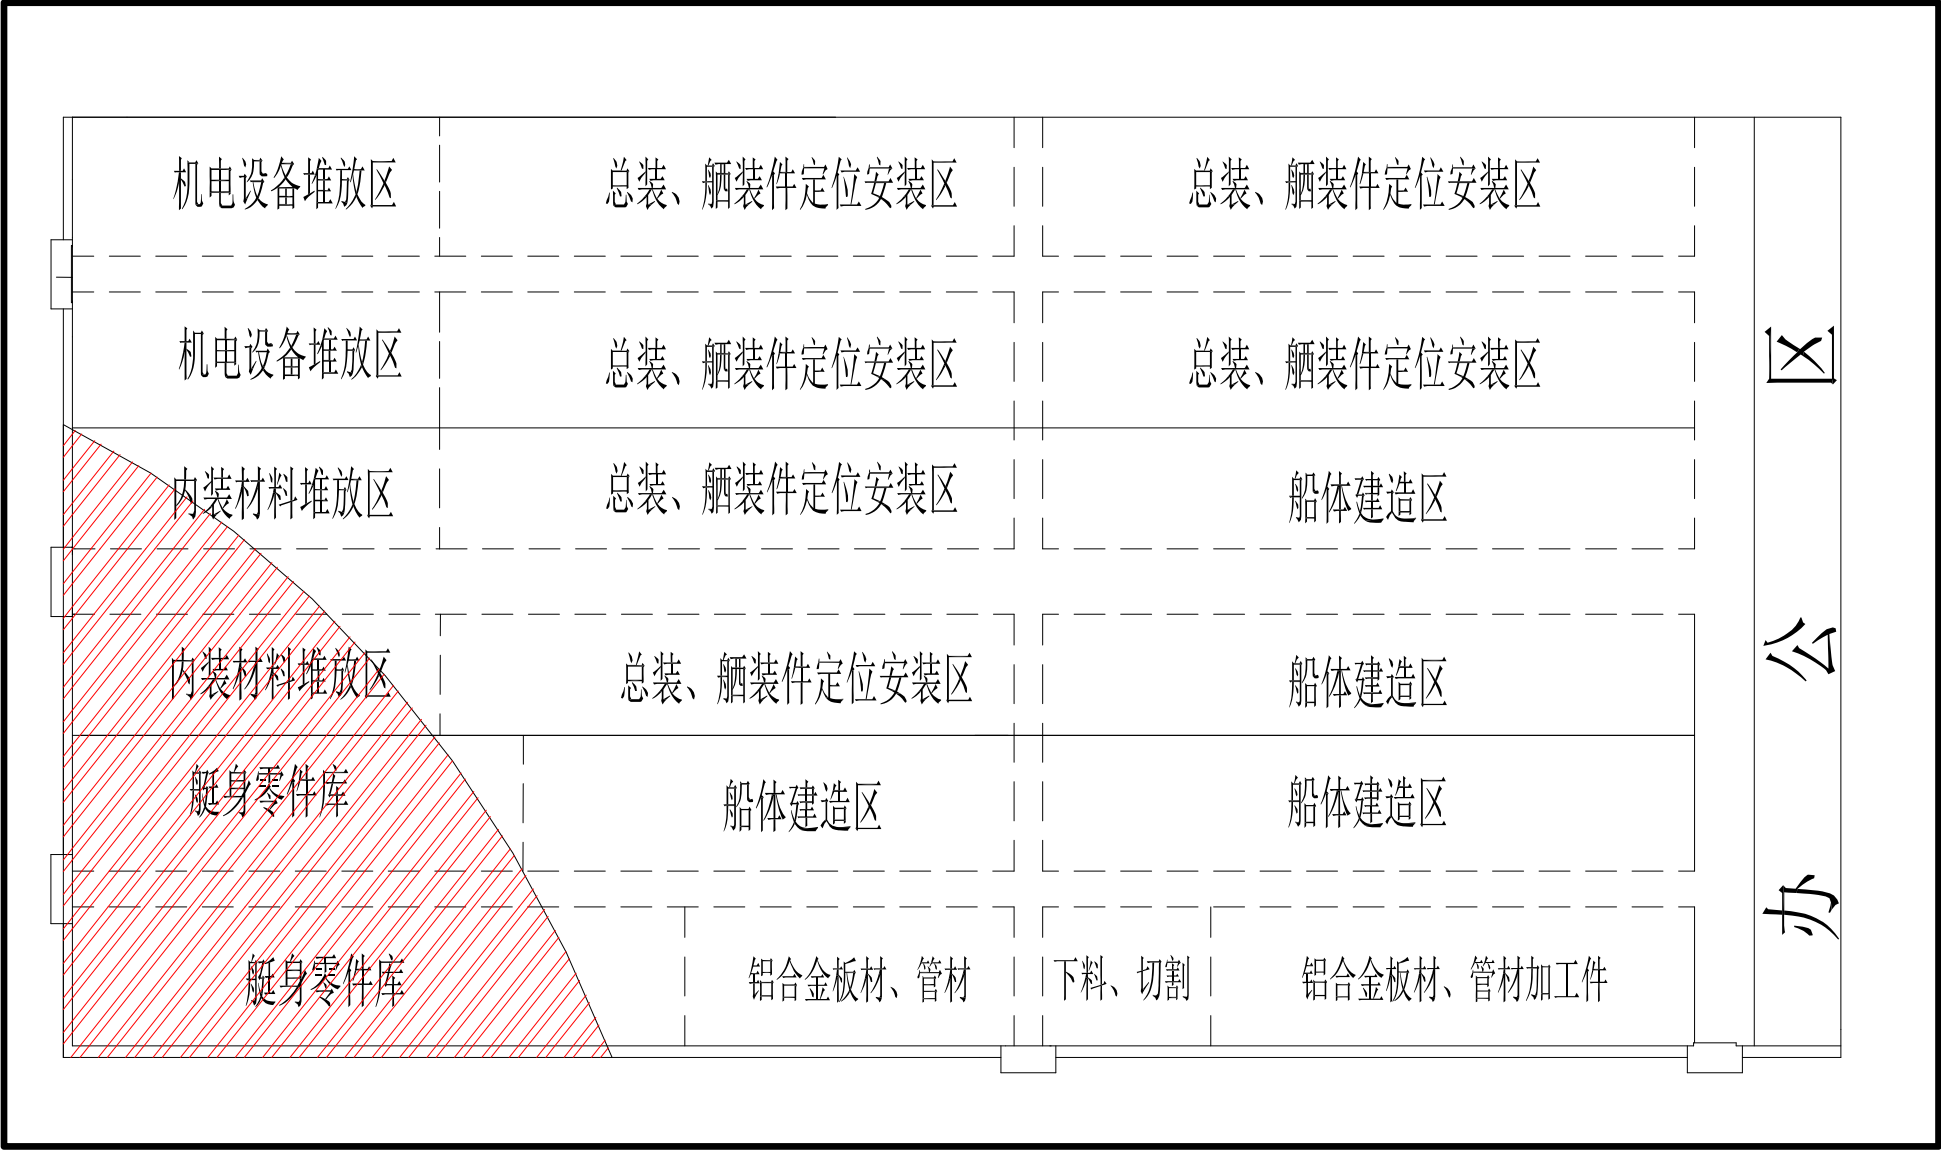 机电设备堆放区
总装、舾装件定位安装区
总装、舾装件定位安装区
机电设备堆放区
总装、舾装件定位安装区
总装、舾装件定位安装区
内装材料堆放区
总装、舾装件定位安装区
船体建造区
内装材料堆放区
总装、舾装件定位安装区
船体建造区
艇身零件库
船体建造区
船体建造区
艇身零件库
铝合金板材、管材
下料、切割
铝合金板材、管材加工件
办公区